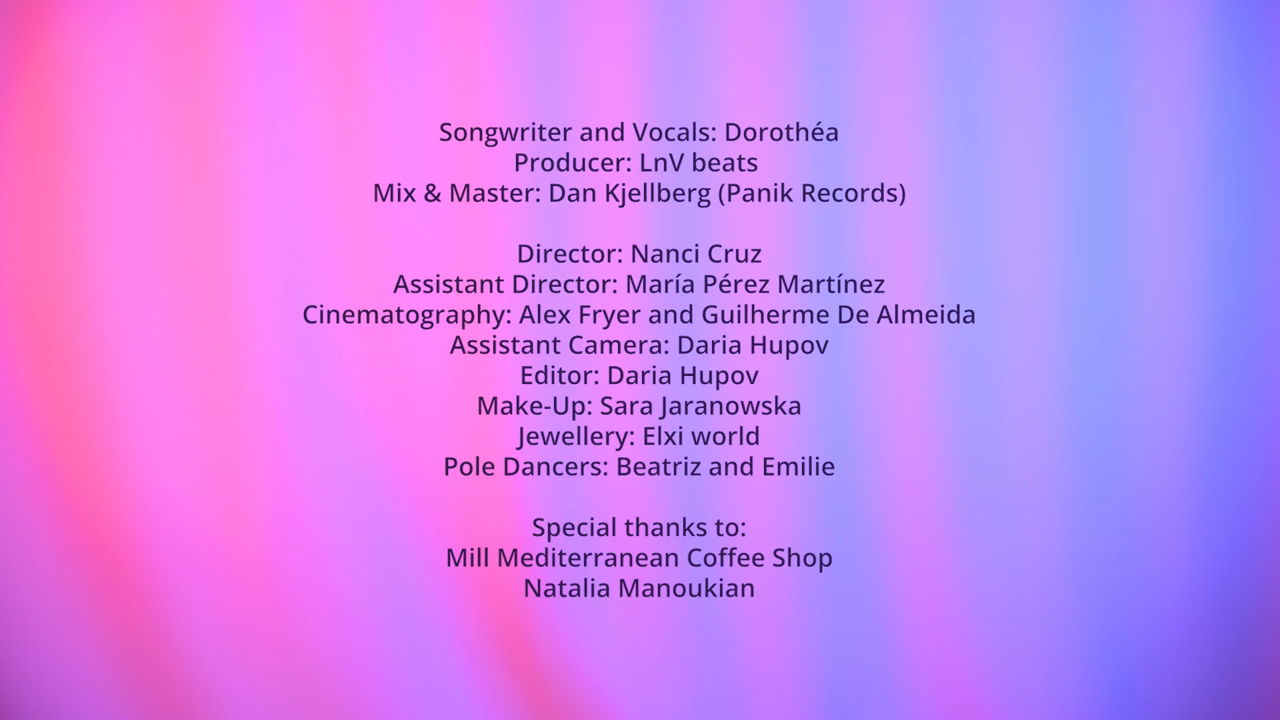 Songwriter and Vocals: Dorothéa
Producer: LnV beats
Mix & Master: Dan Kjellberg (Panik Records)
Director: Nanci Cruz
Assistant Director: María Pérez Martínez
Cinematography: Alex Fryer and Guilherme De Almeida
Assistant Camera: Daria Hupov
Editor: Daria Hupov
Make-Up: Sara Jaranowska
Jewellery: Elxi world
Pole Dancers: Beatriz and Emilie
Special thanks to:
Mill Mediterranean Coffee Shop
Natalia Manoukian